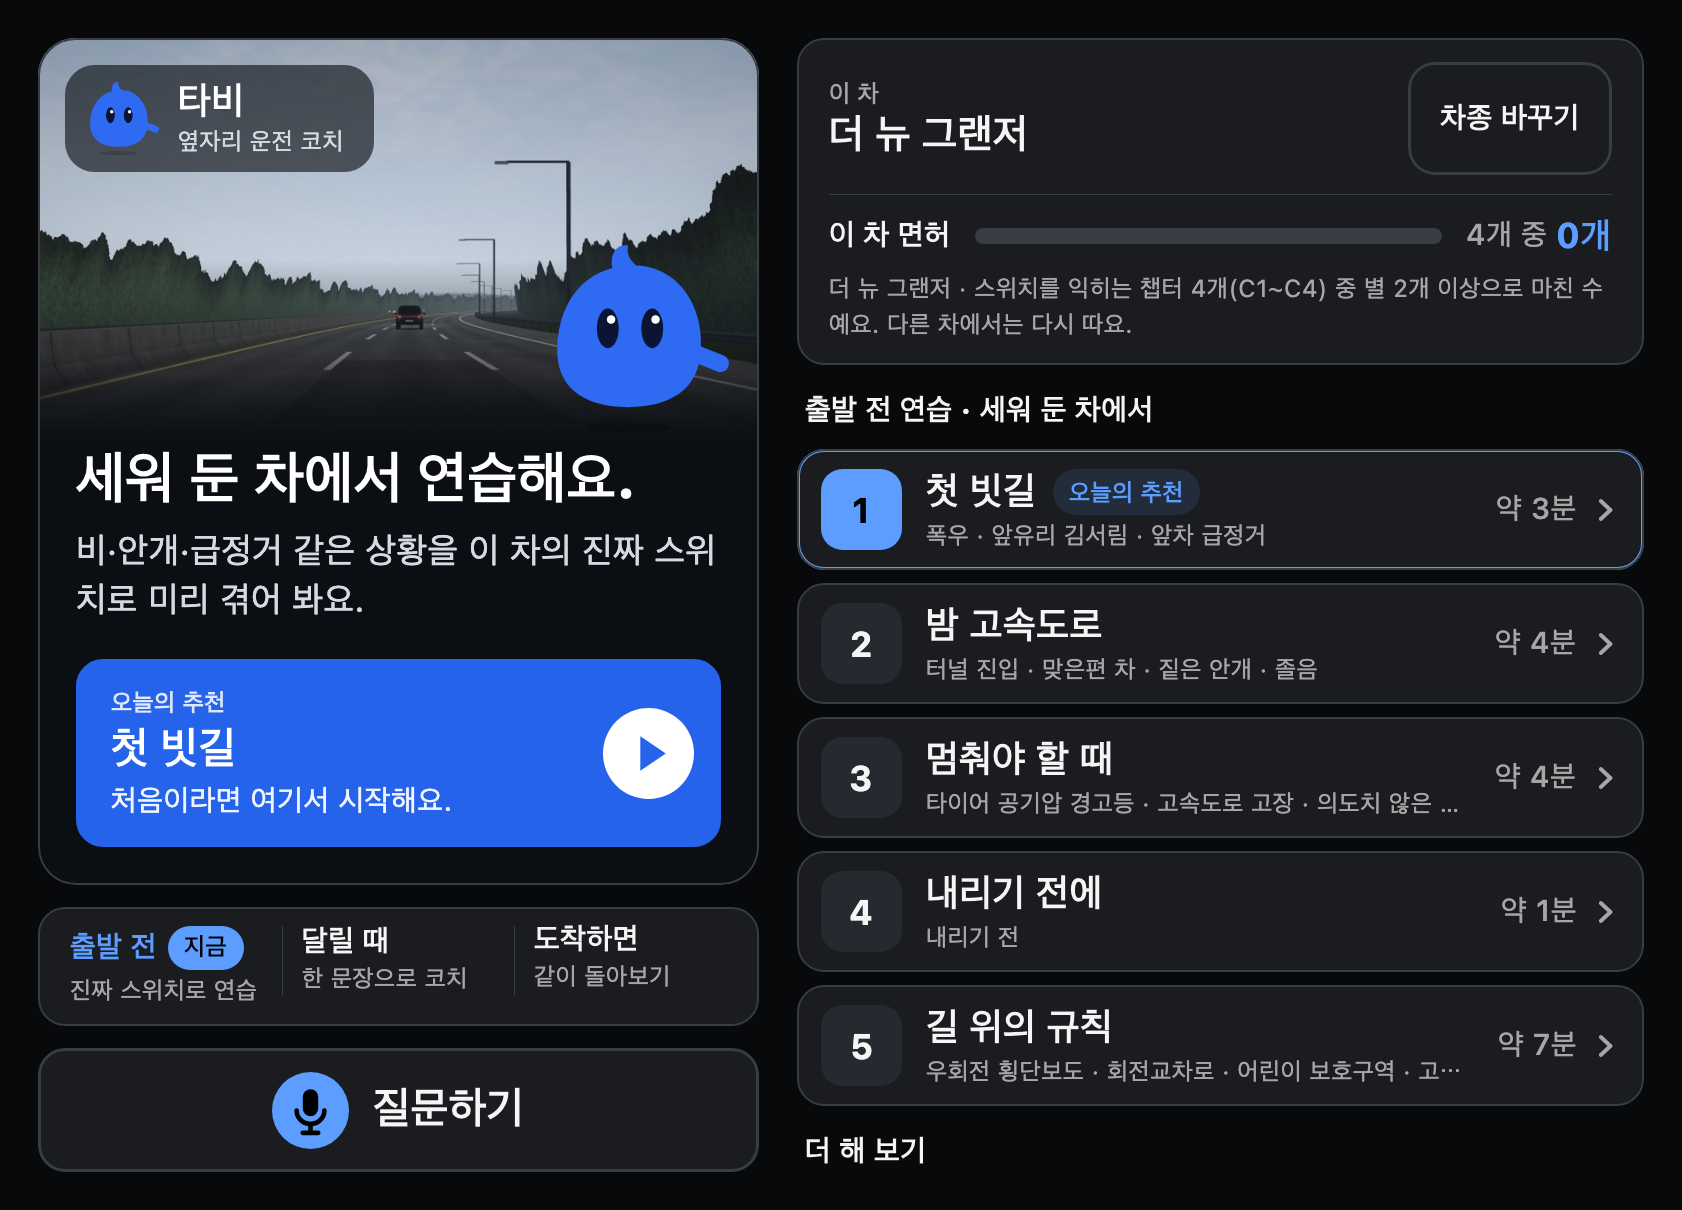 타비
옆자리 운전 코치
세워 둔 차에서 연습해요.
비·안개·급정거 같은 상황을 이 차의 진짜 스위
치로 미리 겪어 봐요.
오늘의 추천
첫 빗길
처음이라면 여기서 시작해요.
출발 전 지금
진짜 스위치로 연습
달릴 때
한 문장으로 코치
도착하면
같이 돌아보기
질문하기
이 차
더 뉴 그랜저
차종 바꾸기
이 차 면허
4개 중 0개
더 뉴 그랜저 · 스위치를 익히는 챕터 4개(C1~C4) 중 별 2개 이상으로 마친 수
예요. 다른 차에서는 다시 따요.
출발 전 연습 · 세워 둔 차에서
1
첫 빗길 오늘의 추천
폭우 · 앞유리 김서림 · 앞차 급정거
약 3분
2
밤 고속도로
터널 진입 · 맞은편 차 · 짙은 안개 · 졸음
약 4분
3
멈춰야 할 때
타이어 공기압 경고등 · 고속도로 고장 · 의도치 않은 ...
약 4분
4
내리기 전에
내리기 전
약 1분
5
길 위의 규칙
우회전 횡단보도 · 회전교차로 · 어린이 보호구역 · 고…
약 7분
더 해 보기